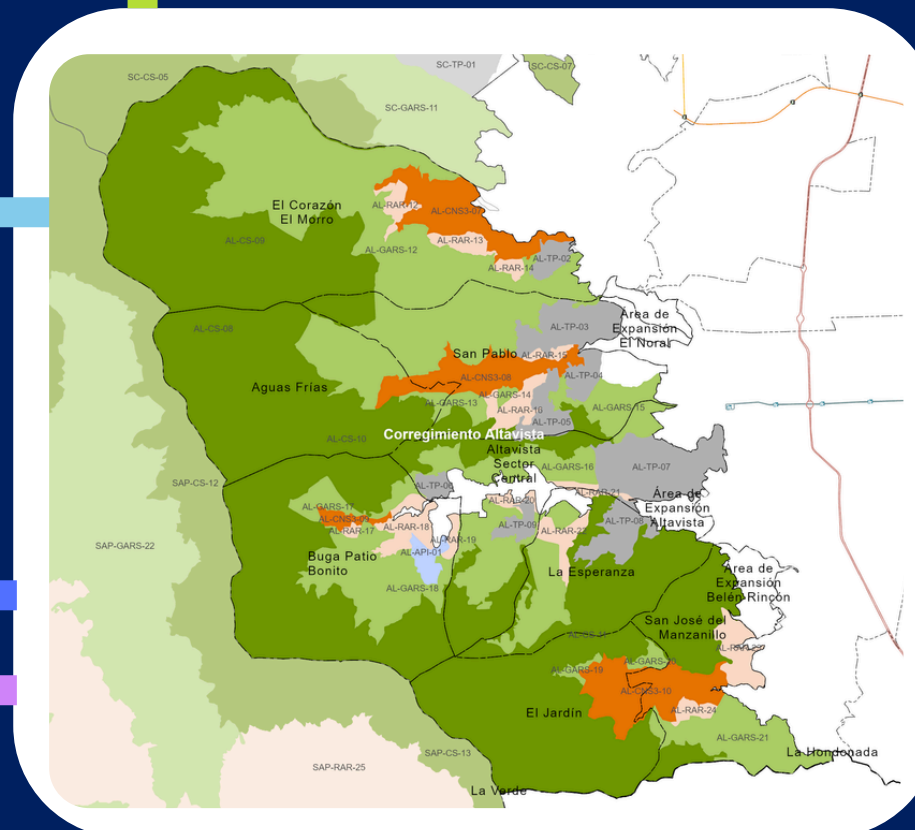 SC-TP-01
SC-CS-07
SC-CS-05
SC-GARS-11
El Corazón
El Morro
AL-RAR-12
AL-CNS3-07
AL-CS-09
AL-GARS-12
AL-RAR-13
AL-TP-02
AL-RAR-14
AL-CS-08
AL-TP-03
Área de
Expansión
El Noral
San Pablo
AL-RAR-15
AL-CNS3-08
AL-TP-04
Aguas Frías
AL-GARS-13
AL-GARS-14
AL-GARS-15
AL-TP-05
AL-CS-10
Corregimiento Altavista
Altavista
Sector
Central
AL-GARS-16
AL-TP-07
SAP-CS-12
AL-TP-06
AL-RAR-20
AL-RAR-21
Área de
Expansión
Altavista
AL-GARS-17
AL-CNS3-09
AL-RAR-17
AL-RAR-18
AL-TP-09
AL-TP-08
AL-RAR-22
AL-RAR-19
SAP-GARS-22
AL-API-01
Buga Patio
Bonito
La Esperanza
AL-GARS-18
Área de
Expansión
Belén-Rincón
San José del
Manzanillo
AL-GARS-20
AL-GARS-19
AL-CNS3-10
El Jardín
AL-RAR-24
AL-GARS-21
La Hondonada
SAP-CS-13
SAP-RAR-25
La Verde